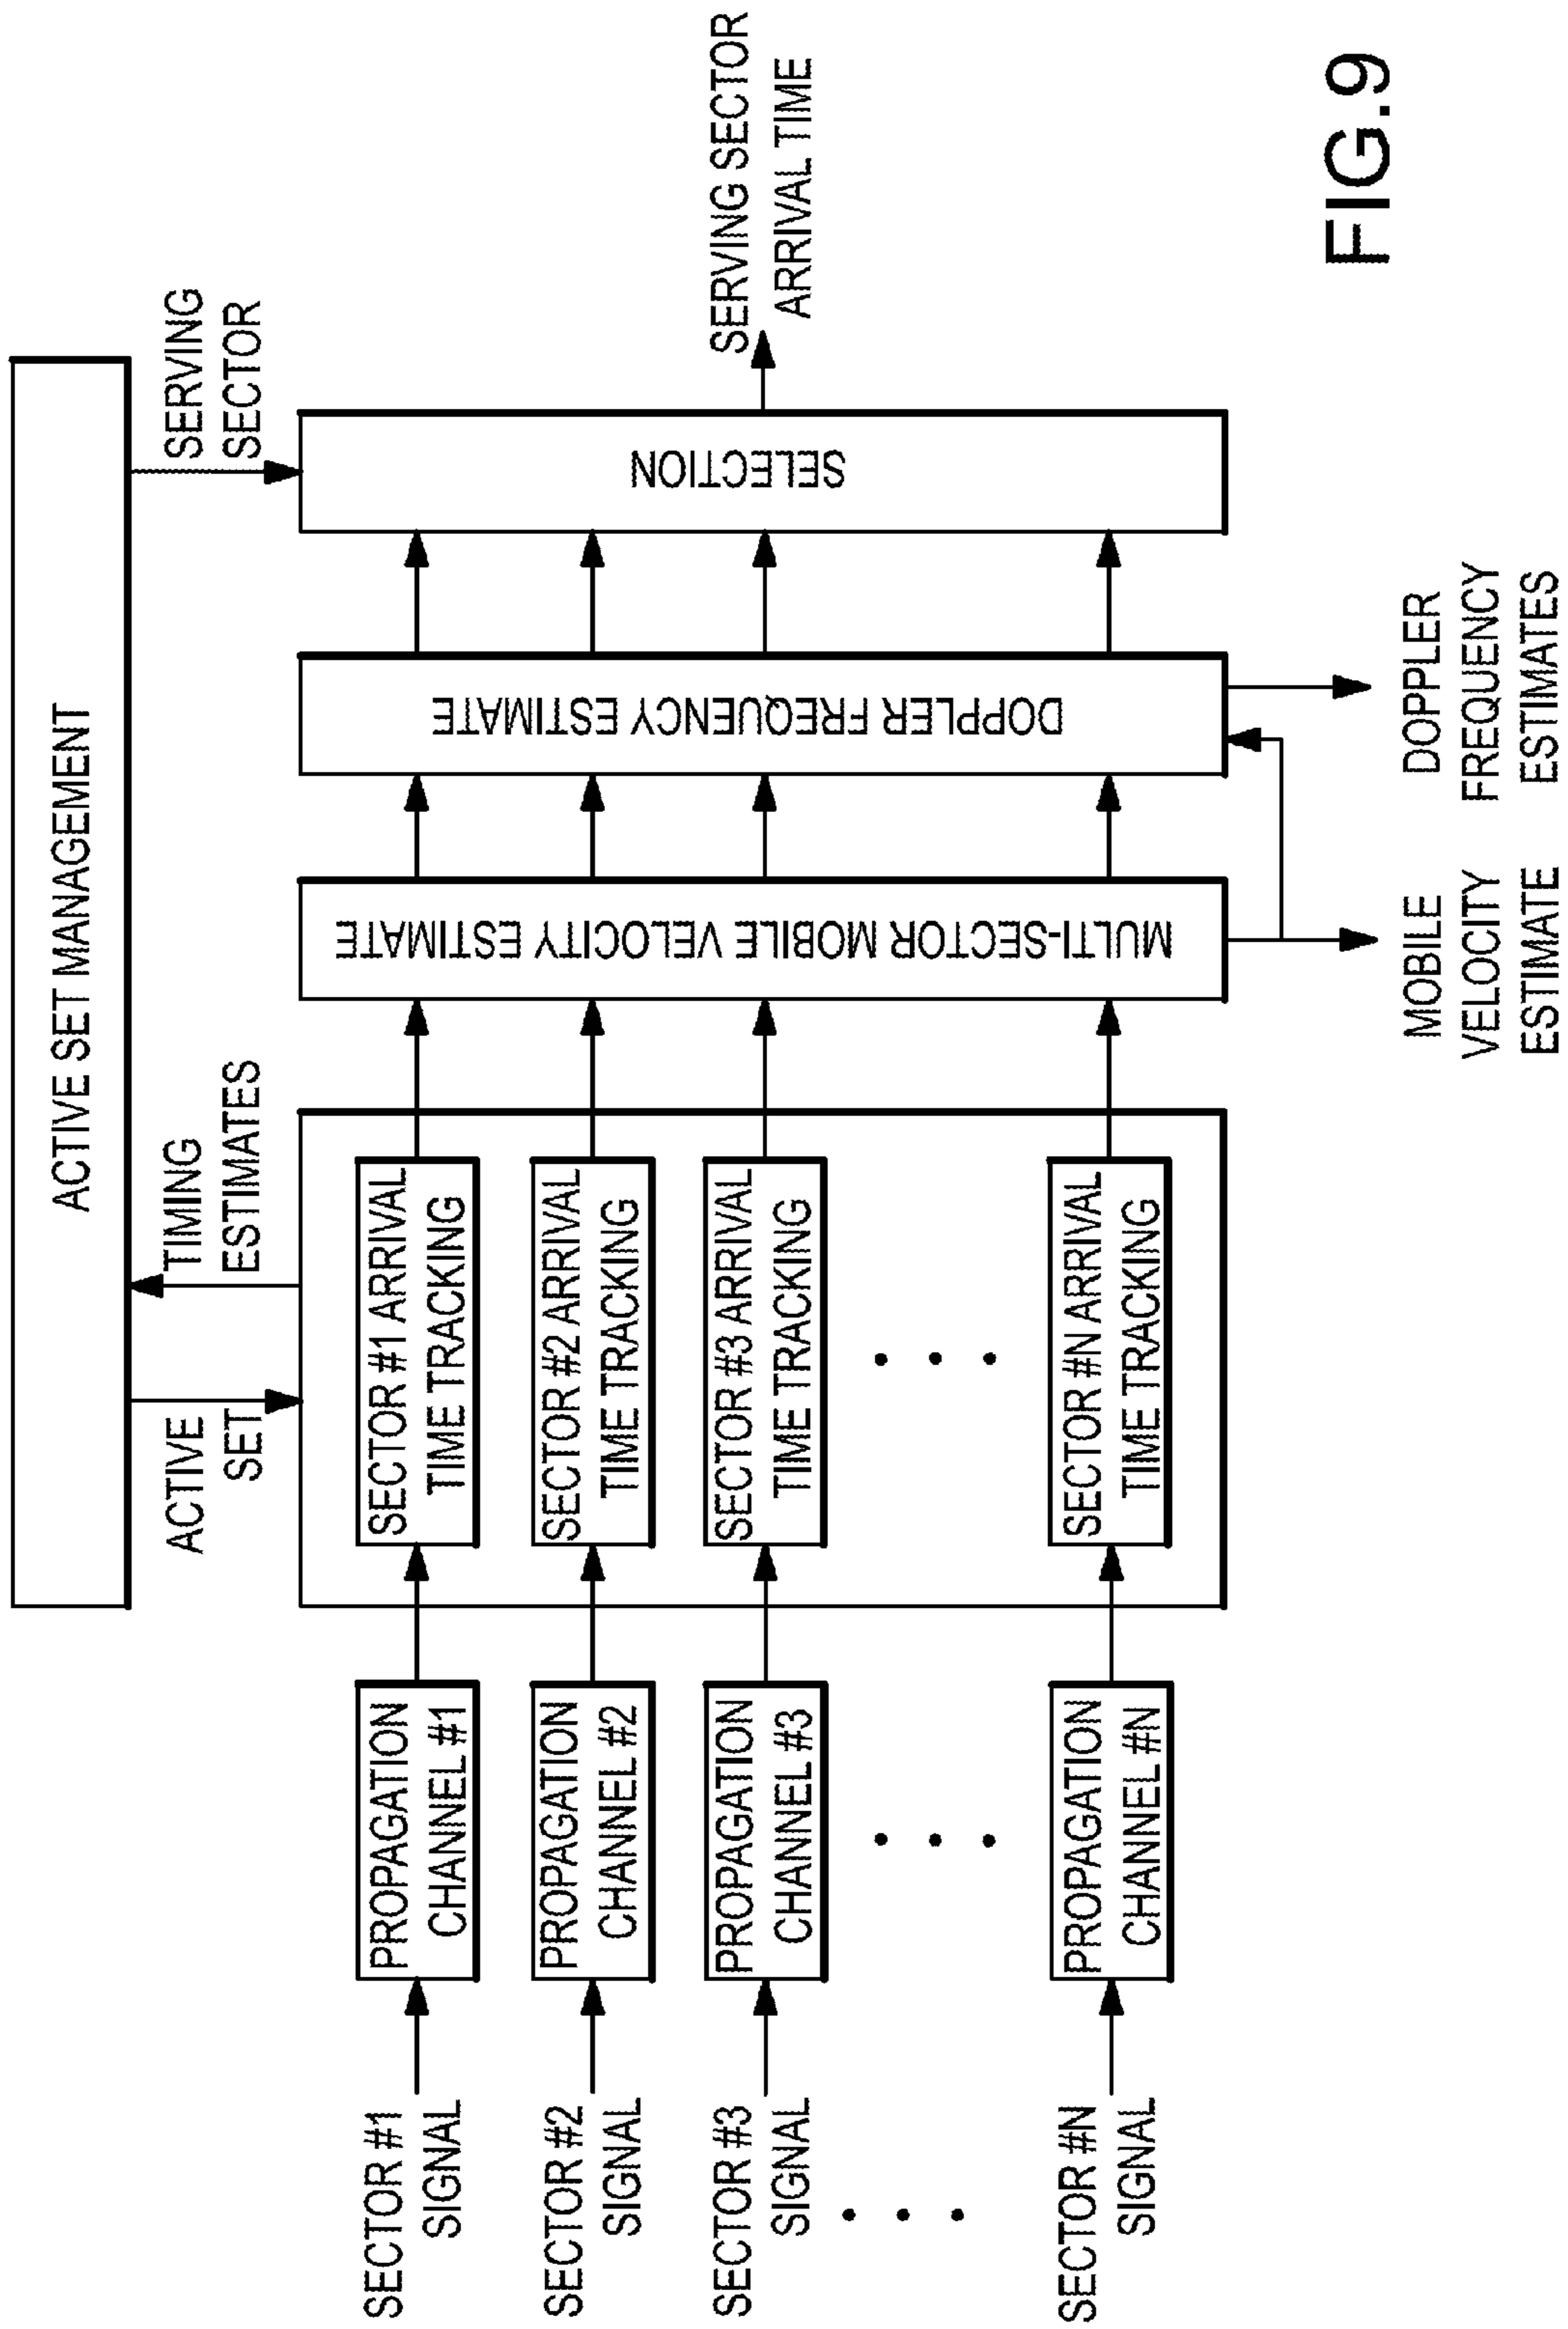 ACTIVE SET MANAGEMENT
ACTIVE
SET
TIMING
ESTIMATES
SERVING
SECTOR
SECTOR #1
SIGNAL
PROPAGATION
CHANNEL #1
SECTOR #1 ARRIVAL
TIME TRACKING
SECTOR #2
SIGNAL
PROPAGATION
CHANNEL #2
SECTOR #2 ARRIVAL
TIME TRACKING
SECTOR #3
SIGNAL
PROPAGATION
CHANNEL #3
SECTOR #3 ARRIVAL
TIME TRACKING
SECTOR #N
SIGNAL
PROPAGATION
CHANNEL #N
SECTOR #N ARRIVAL
TIME TRACKING
MULTI-SECTOR MOBILE VELOCITY ESTIMATE
DOPPLER FREQUENCY ESTIMATE
SELECTION
SERVING SECTOR
ARRIVAL TIME
MOBILE
VELOCITY
ESTIMATE
DOPPLER
FREQUENCY
ESTIMATES
FIG.9